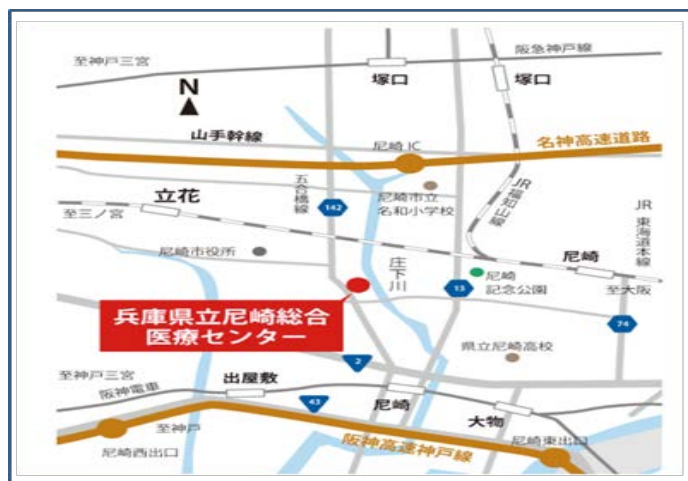 阪急神戸線
至神戸三宮
塚口
塚口
N
山手幹線
尼崎IC
名神高速道路
五合橋線
尼崎市立
名和小学校
JR福知山線
立花
142
至三ノ宮
JR
東海道本線
尼崎市役所
庄下川
尼崎
尼崎
記念公園
13
至大阪
兵庫県立尼崎総合
医療センター
74
県立尼崎高校
2
至神戸三宮
阪神電車
出屋敷
尼崎
43
大物
至神戸
尼崎西出口
阪神高速神戸線
尼崎東出口